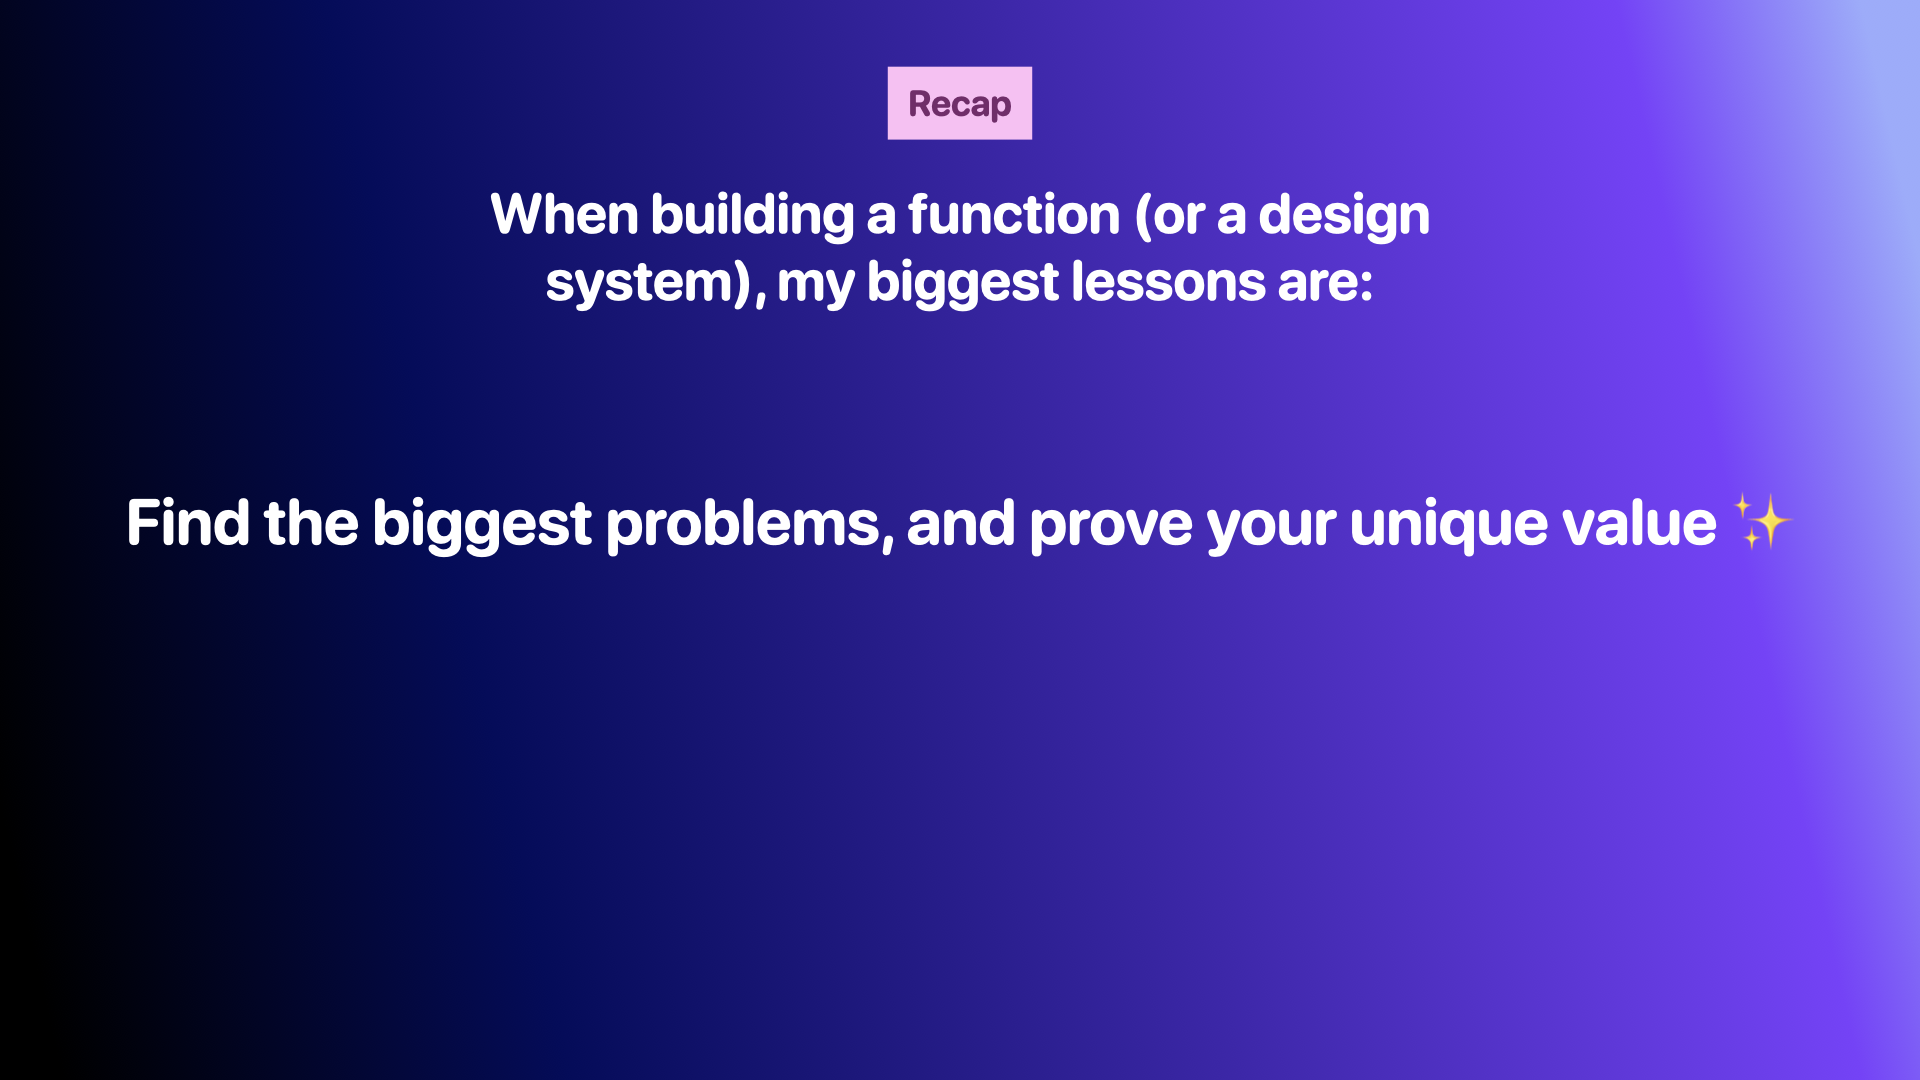 Recap
When building a function (or a design
system), my biggest lessons are:
Find the biggest problems, and prove your unique value ✨